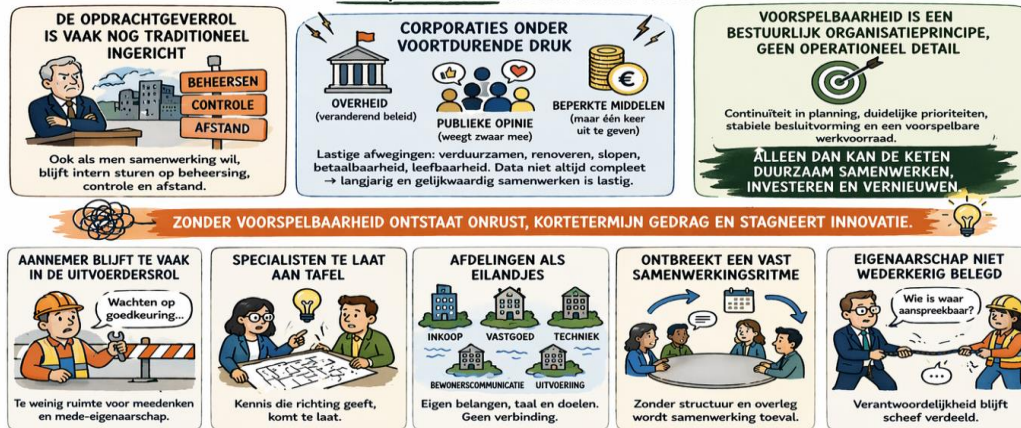 DE OPDRACHTGEVERROL
IS VAAK NOG TRADITIONEEL
INGERICHT
BEHEERSEN
CONTROLE
AFSTAND
Ook als men samenwerking wil,
blijft intern sturen op beheersing,
controle en afstand.
CORPORATIES ONDER
VOORTDURENDE DRUK
OVERHEID
(veranderend beleid)
PUBLIEKE OPINIE
(weegt zwaar mee)
€
BEPERKTE MIDDELEN
(maar één keer
uit te geven)
Lastige afwegingen: verduurzamen, renoveren, slopen,
betaalbaarheid, leefbaarheid. Data niet altijd compleet
→ langjarig en gelijkwaardig samenwerken is lastig.
VOORSPELBAARHEID IS EEN
BESTUURLIJK ORGANISATIEPRINCIPE,
GEEN OPERATIONEEL DETAIL
Continuïteit in planning, duidelijke prioriteiten,
stabiele besluitvorming en een voorspelbare
werkvoorraad.
ALLEEN DAN KAN DE KETEN
DUURZAAM SAMENWERKEN,
INVESTEREN EN VERNIEUWEN.
ZONDER VOORSPELBAARHEID ONTSTAAT ONRUST, KORTETERMIJN GEDRAG EN STAGNEERT INNOVATIE.
AANNEMER BLIJFT TE VAAK
IN DE UITVOERDERSROL
Wachten op
goedkeuring...
Te weinig ruimte voor meedenken
en mede-eigenaarschap.
SPECIALISTEN TE LAAT
AAN TAFEL
Kennis die richting geeft,
komt te laat.
AFDELINGEN ALS
EILANDJES
INKOOP
VASTGOED
TECHNIEK
BEWONERSCOMMUNICATIE
UITVOERING
Eigen belangen, taal en doelen.
Geen verbinding.
ONTBREEKT EEN VAST
SAMENWERKINGSRITME
Zonder structuur en overleg
wordt samenwerking toeval.
EIGENAARSCHAP NIET
WEDERKERIG BELEGD
Wie is waar
aanspreekbaar?
Verantwoordelijkheid blijft
scheef verdeeld.